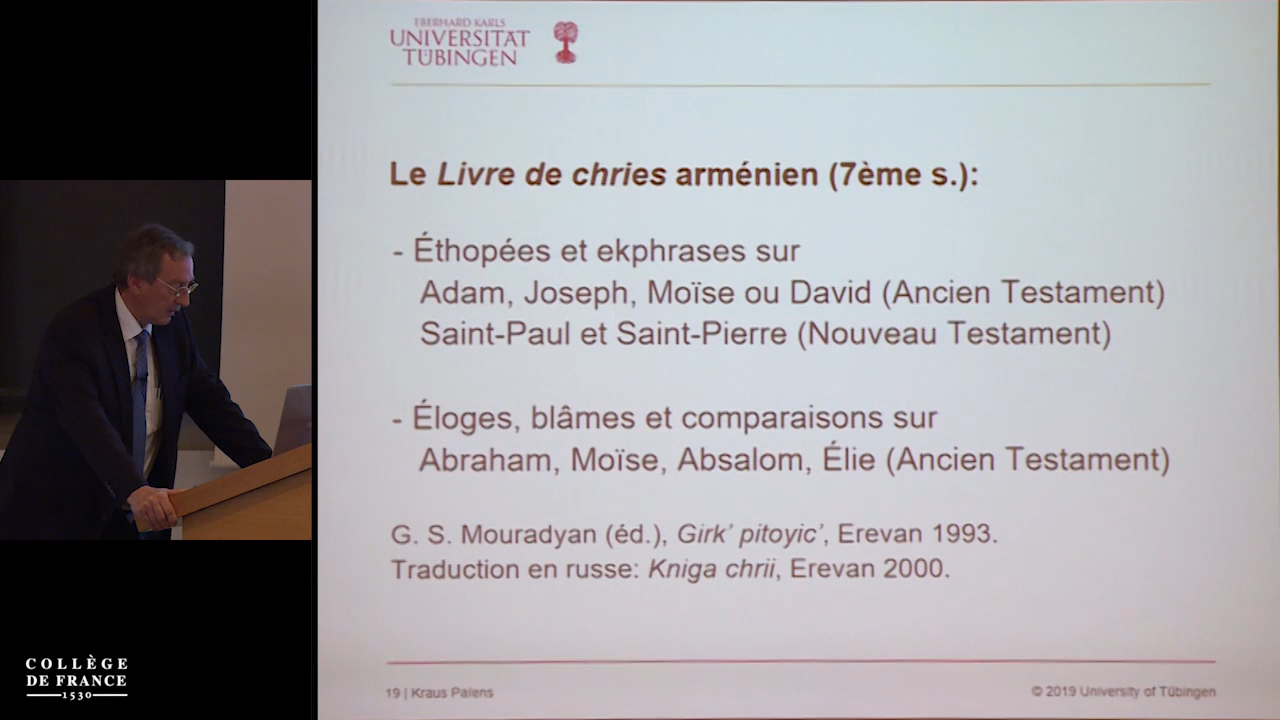 EBERHARD KARLS
UNIVERSITÄT
TÜBINGEN
Le Livre de chries arménien (7ème s.):
- Éthopées et ekphrases sur
Adam, Joseph, Moïse ou David (Ancien Testament)
Saint-Paul et Saint-Pierre (Nouveau Testament)
- Éloges, blâmes et comparaisons sur
Abraham, Moïse, Absalom, Élie (Ancien Testament)
G. S. Mouradyan (éd.), Girk’ pitoyic’, Erevan 1993.
Traduction en russe: Kniga chrii, Erevan 2000.
19 | Kraus Païens
© 2019 University of Tübingen
COLLÈGE
DE FRANCE
1530